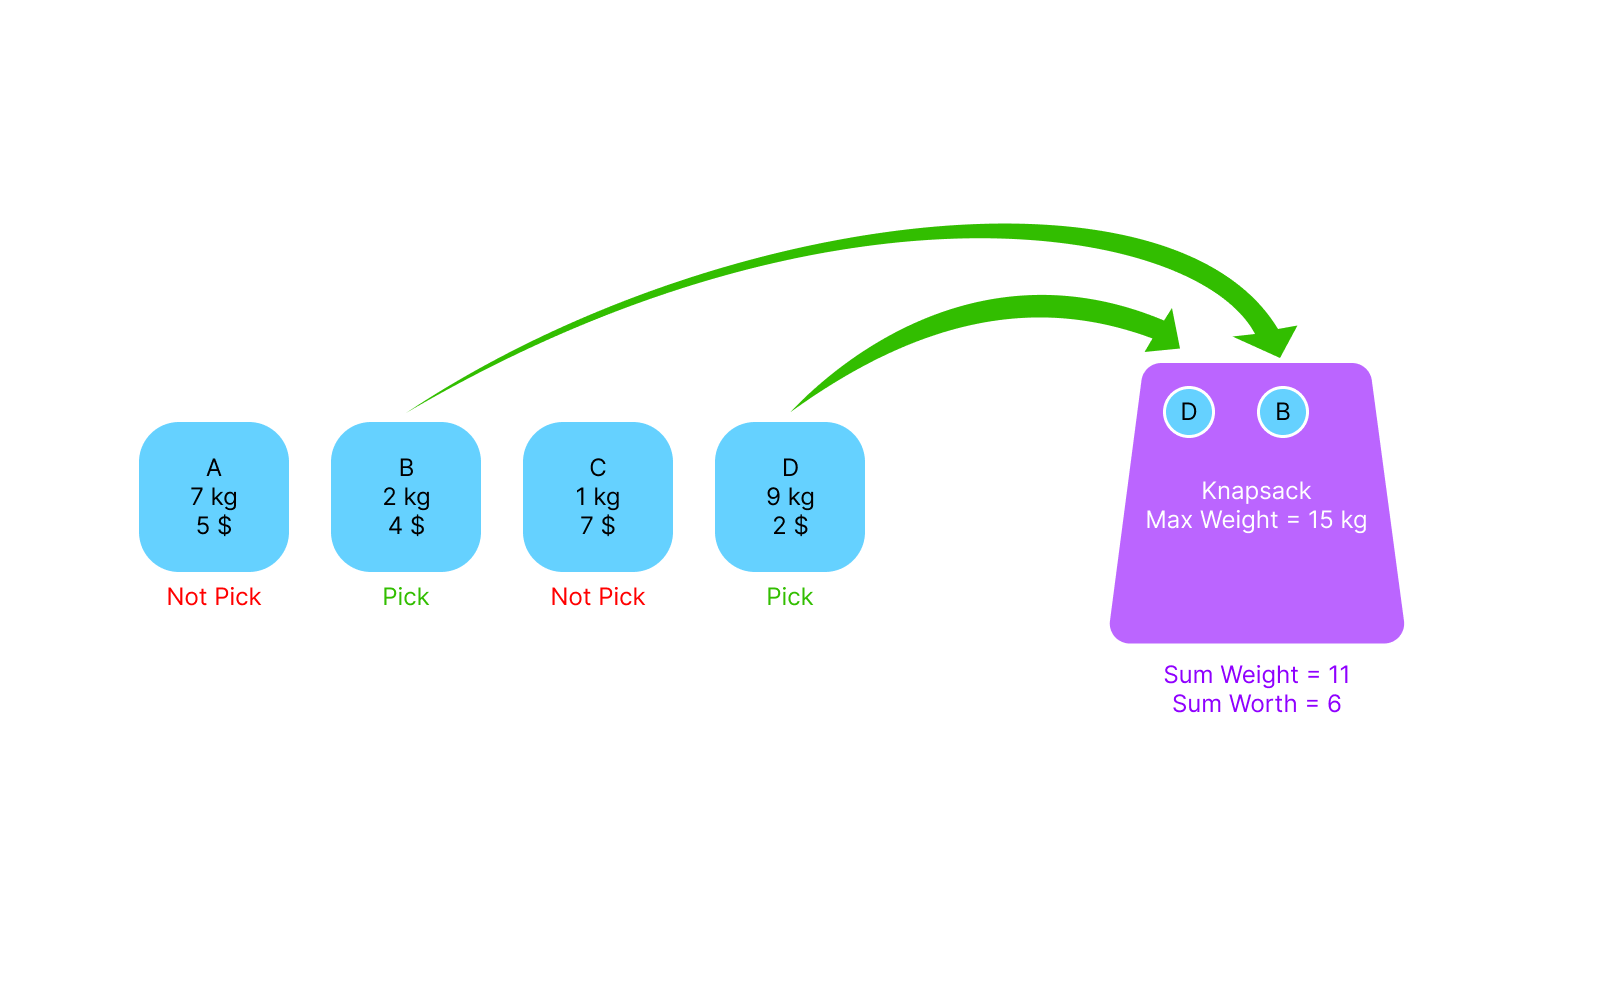 D
B
A
7 kg
5 $
B
2 kg
4 $
C
1 kg
7 $
D
9 kg
2 $
Knapsack
Max Weight = 15 kg
Not Pick
Pick
Not Pick
Pick
Sum Weight = 11
Sum Worth = 6